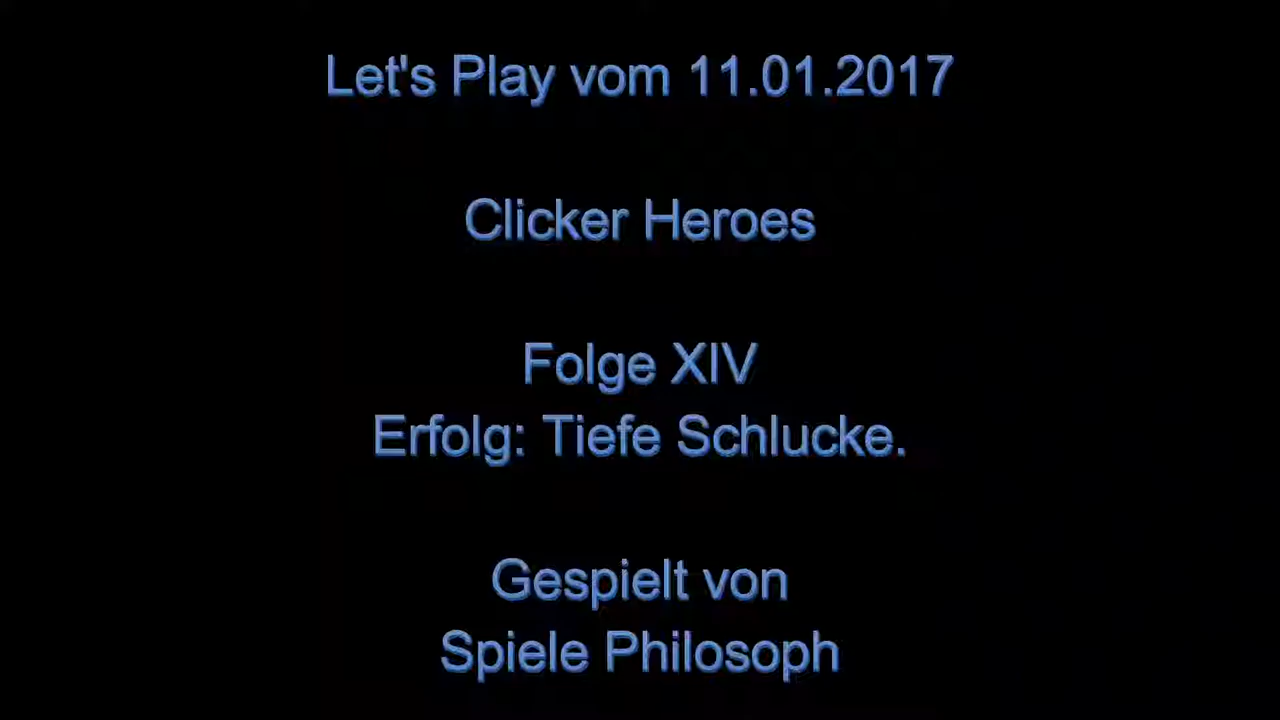 Let's Play vom 11.01.2017
Clicker Heroes
Folge XIV
Erfolg: Tiefe Schlucke.
Gespielt von
Spiele Philosoph